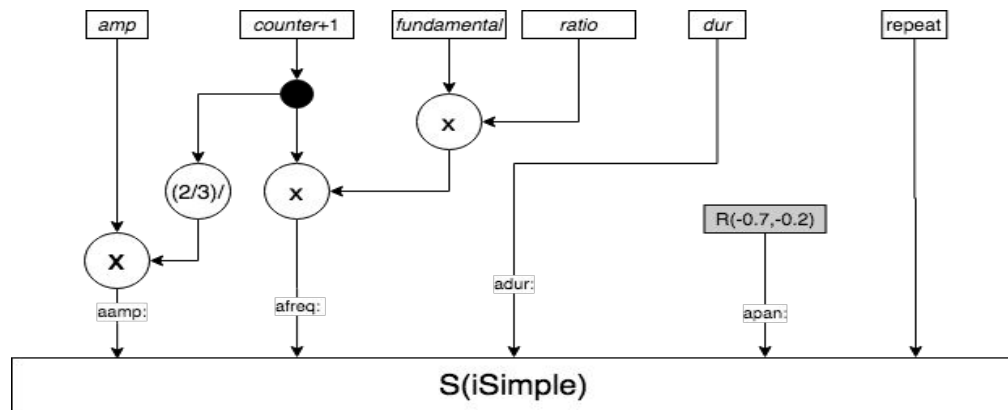 amp
counter+1
fundamental
ratio
dur
repeat
x
(2/3)/
x
R(-0.7,-0.2)
x
aamp:
afreq:
adur:
apan:
S(iSimple)